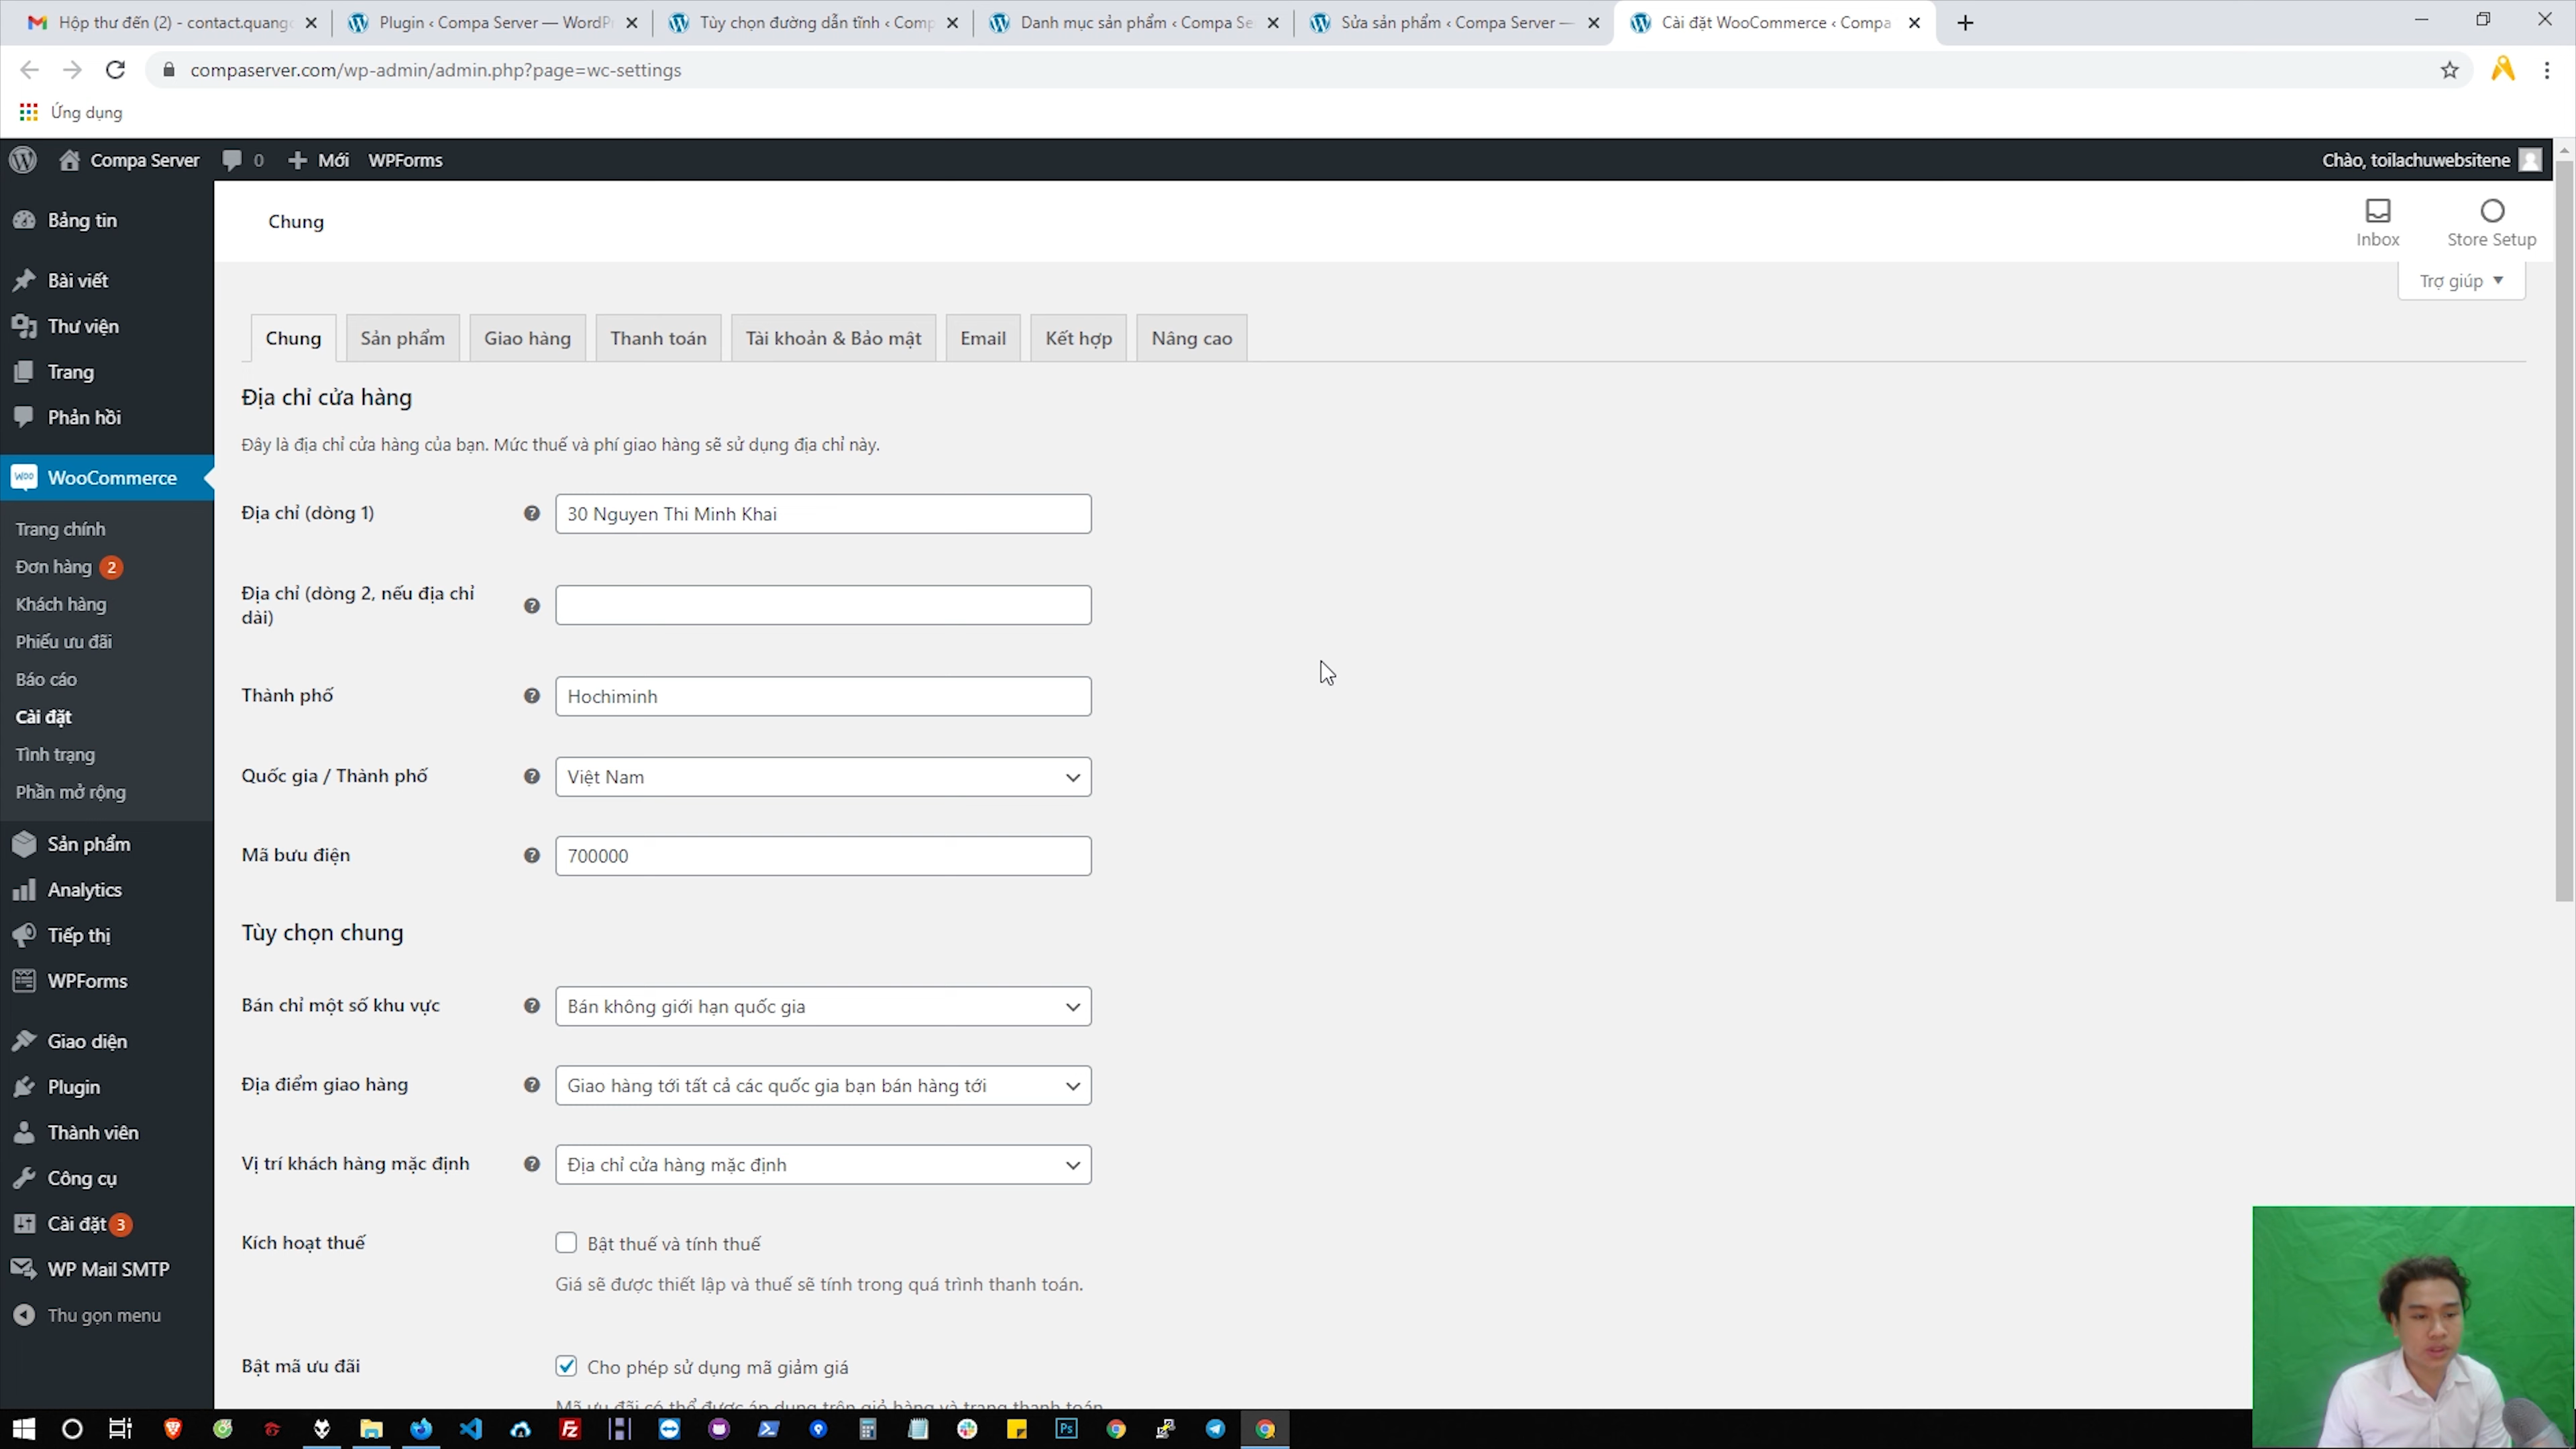 Hộp thư đến (2) - contact.quang
Plugin ‹ Compa Server — WordP
Tùy chọn đường dẫn tĩnh ‹ Comp
Danh mục sản phẩm ‹ Compa Se
Sửa sản phẩm ‹ Compa Server —
Cài đặt WooCommerce ‹ Compa
compaserver.com/wp-admin/admin.php?page=wc-settings
Ứng dụng
Compa Server
0
Mới
WPForms
Chào, toilachuwebsitene
Chung
Inbox
Store Setup
Trợ giúp
Bảng tin
Bài viết
Thư viện
Trang
Phản hồi
WooCommerce
Trang chính
Đơn hàng 2
Khách hàng
Phiếu ưu đãi
Báo cáo
Cài đặt
Tình trạng
Phần mở rộng
Sản phẩm
Analytics
Tiếp thị
WPForms
Giao diện
Plugin
Thành viên
Công cụ
Cài đặt 3
WP Mail SMTP
Thu gọn menu
Chung
Sản phẩm
Giao hàng
Thanh toán
Tài khoản & Bảo mật
Email
Kết hợp
Nâng cao
Địa chỉ cửa hàng
Đây là địa chỉ cửa hàng của bạn. Mức thuế và phí giao hàng sẽ sử dụng địa chỉ này.
Địa chỉ (dòng 1)
30 Nguyen Thi Minh Khai
Địa chỉ (dòng 2, nếu địa chỉ
dài)
Thành phố
Hochiminh
Quốc gia / Thành phố
Việt Nam
Mã bưu điện
700000
Tùy chọn chung
Bán chỉ một số khu vực
Bán không giới hạn quốc gia
Địa điểm giao hàng
Giao hàng tới tất cả các quốc gia bạn bán hàng tới
Vị trí khách hàng mặc định
Địa chỉ cửa hàng mặc định
Kích hoạt thuế
Bật thuế và tính thuế
Giá sẽ được thiết lập và thuế sẽ tính trong quá trình thanh toán.
Bật mã ưu đãi
Cho phép sử dụng mã giảm giá
Mã ưu đãi có thể được áp dụng trên giỏ hàng và trang thanh toán